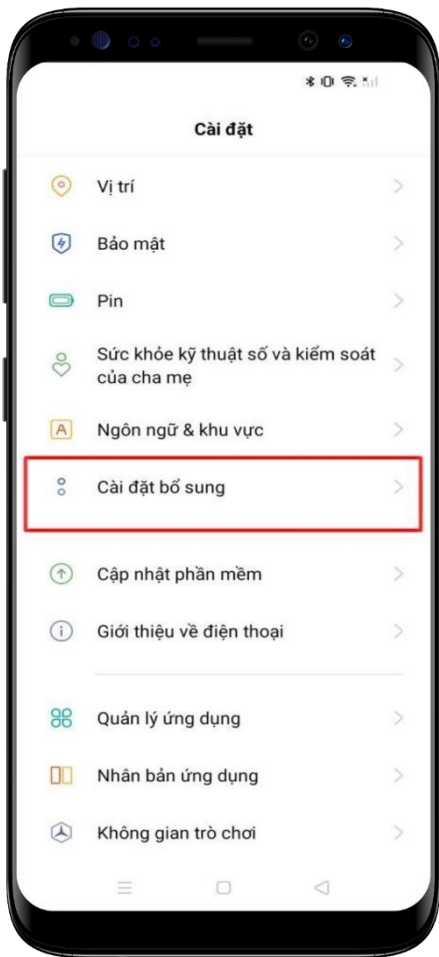 Cài đặt
Vị trí
Bảo mật
Pin
Sức khỏe kỹ thuật số và kiểm soát
của cha mẹ
A Ngôn ngữ & khu vực
Cài đặt bổ sung
Cập nhật phần mềm
Giới thiệu về điện thoại
Quản lý ứng dụng
Nhân bản ứng dụng
Không gian trò chơi